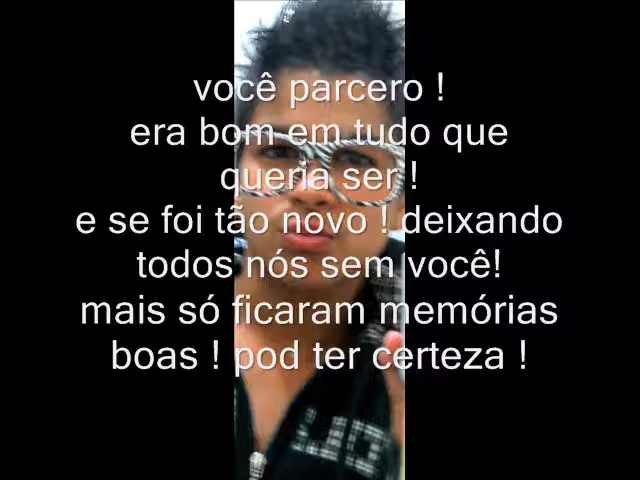 você parcero !
era bom em tudo que
queria ser !
e se foi tão novo ! deixando
todos nós sem você!
mais só ficaram memórias
boas ! pod ter certeza !